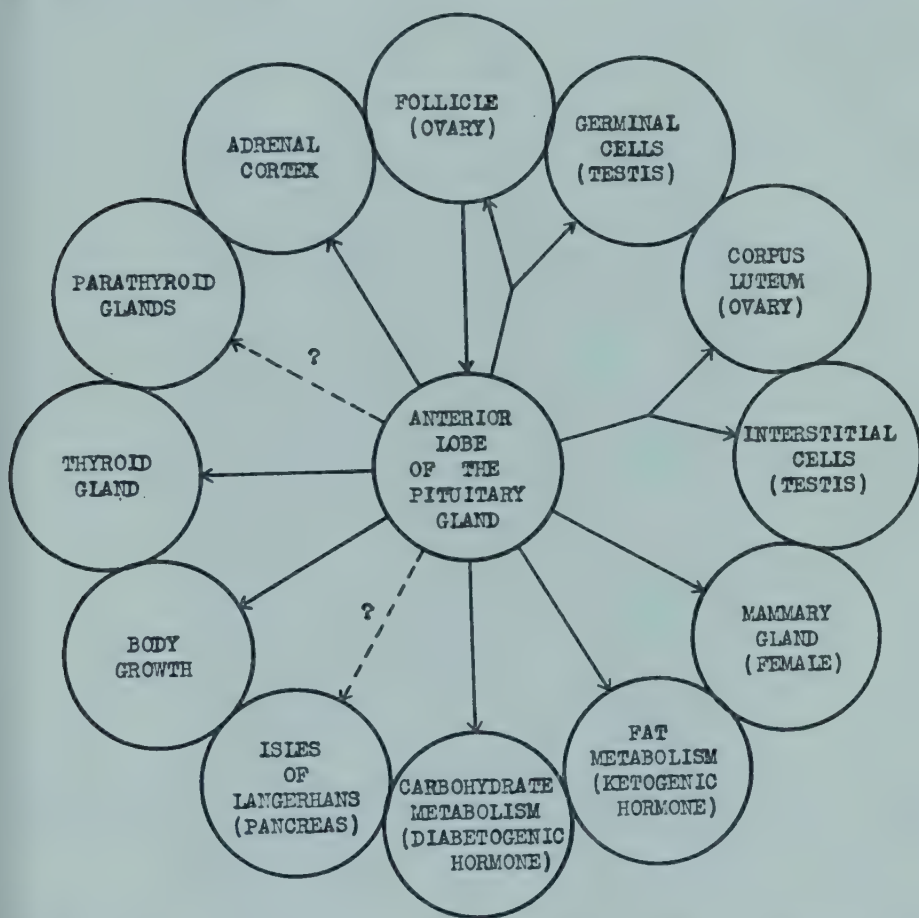 FOLLICLE
(OVARY)
GERMINAL
CELLS
(TESTIS)
CORPUS
LUTEUM
(OVARY)
INTERSTITIAL
CELLS
(TESTIS)
MAMMARY
GLAND
(FEMALE)
FAT
METABOLISM
(KETOGENIC
HORMONE)
CARBOHYDRATE
METABOLISM
(DIABETOGENIC
HORMONE)
ISLES
OF
LANGERHANS
(PANCREAS)
BODY
GROWTH
THYROID
GLAND
PARATHYROID
GLANDS
ADRENAL
CORTEX
?
?
ANTERIOR
LOBE
OF THE
PITUITARY
GLAND